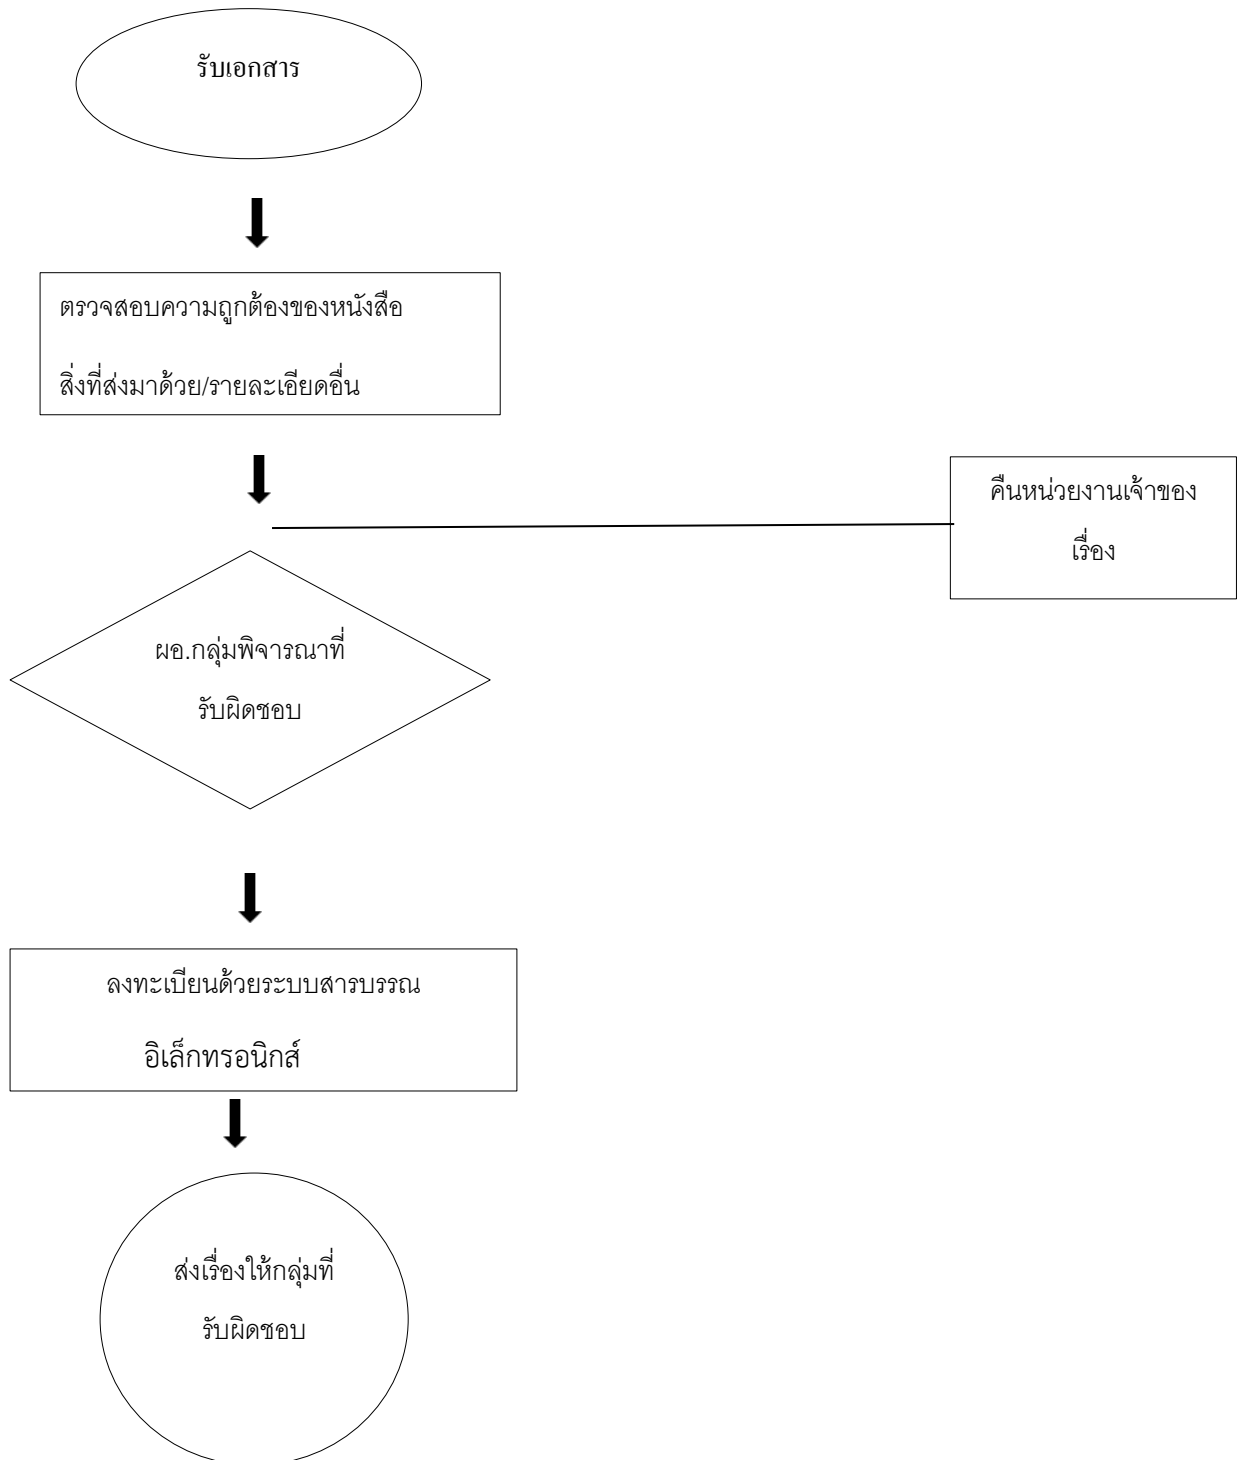 รับเอกสาร
ตรวจสอบความถูกต้องของหนังสือ
สิ่งที่ส่งมาด้วย/รายละเอียดอื่น
คืนหน่วยงานเจ้าของ
เรื่อง
ผอ.กลุ่มพิจารณาที่
รับผิดชอบ
ลงทะเบียนด้วยระบบสารบรรณ
อิเล็กทรอนิกส์
ส่งเรื่องให้กลุ่มที่
รับผิดชอบ